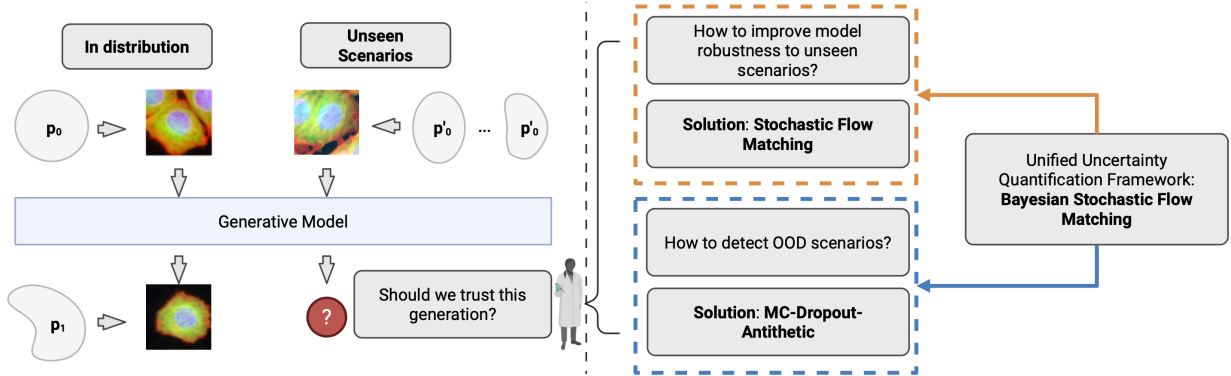 In distribution
Unseen
Scenarios
p₀
p'₀
...
p'₀
Generative Model
p₁
?
Should we trust this
generation?
How to improve model
robustness to unseen
scenarios?
Solution: Stochastic Flow
Matching
How to detect OOD scenarios?
Solution: MC-Dropout-
Antithetic
Unified Uncertainty
Quantification Framework:
Bayesian Stochastic Flow
Matching